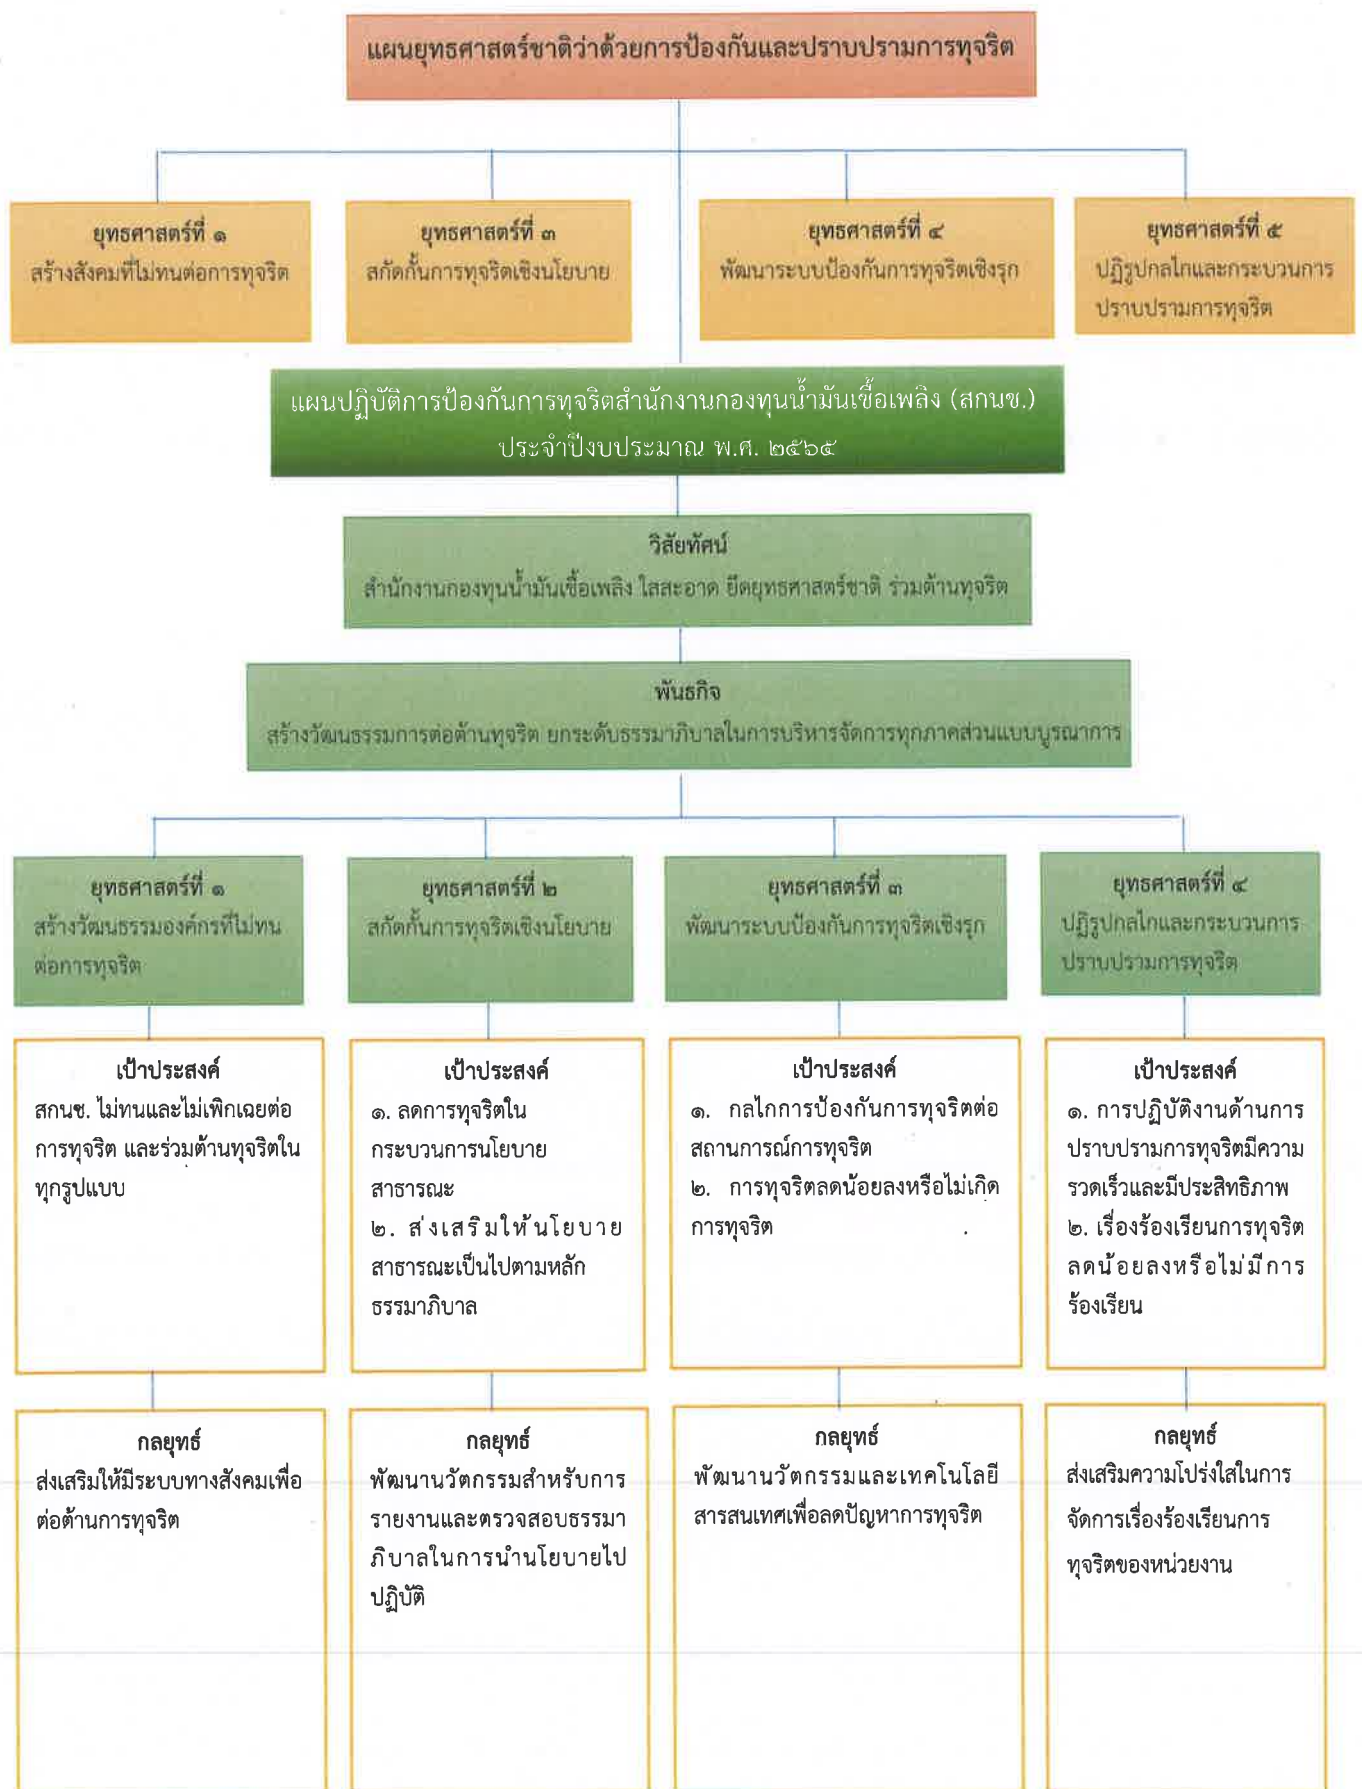 แผนยุทธศาสตร์ชาติว่าด้วยการป้องกันและปราบปรามการทุจริต
ยุทธศาสตร์ที่ ๑
สร้างสังคมที่ไม่ทนต่อการทุจริต
ยุทธศาสตร์ที่ ๓
สกัดกั้นการทุจริตเชิงนโยบาย
ยุทธศาสตร์ที่ ๔
พัฒนาระบบป้องกันการทุจริตเชิงรุก
ยุทธศาสตร์ที่ ๕
ปฏิรูปกลไกและกระบวนการ
ปราบปรามการทุจริต
แผนปฏิบัติการป้องกันการทุจริตสำนักงานกองทุนน้ำมันเชื้อเพลิง (สกนช.)
ประจำปีงบประมาณ พ.ศ. ๒๕๖๕
วิสัยทัศน์
สำนักงานกองทุนน้ำมันเชื้อเพลิง ใสสะอาด ยึดยุทธศาสตร์ชาติ ร่วมต้านทุจริต
พันธกิจ
สร้างวัฒนธรรมการต่อต้านทุจริต ยกระดับธรรมาภิบาลในการบริหารจัดการทุกภาคส่วนแบบบูรณาการ
ยุทธศาสตร์ที่ ๑
สร้างวัฒนธรรมองค์กรที่ไม่ทน
ต่อการทุจริต
ยุทธศาสตร์ที่ ๒
สกัดกั้นการทุจริตเชิงนโยบาย
ยุทธศาสตร์ที่ ๓
พัฒนาระบบป้องกันการทุจริตเชิงรุก
ยุทธศาสตร์ที่ ๔
ปฏิรูปกลไกและกระบวนการ
ปราบปรามการทุจริต
เป้าประสงค์
สกนช. ไม่ทนและไม่เพิกเฉยต่อ
การทุจริต และร่วมต้านทุจริตใน
ทุกรูปแบบ
เป้าประสงค์
๑. ลดการทุจริตใน
กระบวนการนโยบาย
สาธารณะ
๒. ส่งเสริมให้นโยบาย
สาธารณะเป็นไปตามหลัก
ธรรมาภิบาล
เป้าประสงค์
๑. กลไกการป้องกันการทุจริตต่อ
สถานการณ์การทุจริต
๒. การทุจริตลดน้อยลงหรือไม่เกิด
การทุจริต
เป้าประสงค์
๑. การปฏิบัติงานด้านการ
ปราบปรามการทุจริตมีความ
รวดเร็วและมีประสิทธิภาพ
๒. เรื่องร้องเรียนการทุจริต
ลดน้อยลงหรือไม่มีการ
ร้องเรียน
กลยุทธ์
ส่งเสริมให้มีระบบทางสังคมเพื่อ
ต่อต้านการทุจริต
กลยุทธ์
พัฒนานวัตกรรมสำหรับการ
รายงานและตรวจสอบธรรมา
ภิบาลในการนำนโยบายไป
ปฏิบัติ
กลยุทธ์
พัฒนานวัตกรรมและเทคโนโลยี
สารสนเทศเพื่อลดปัญหาการทุจริต
กลยุทธ์
ส่งเสริมความโปร่งใสในการ
จัดการเรื่องร้องเรียนการ
ทุจริตของหน่วยงาน